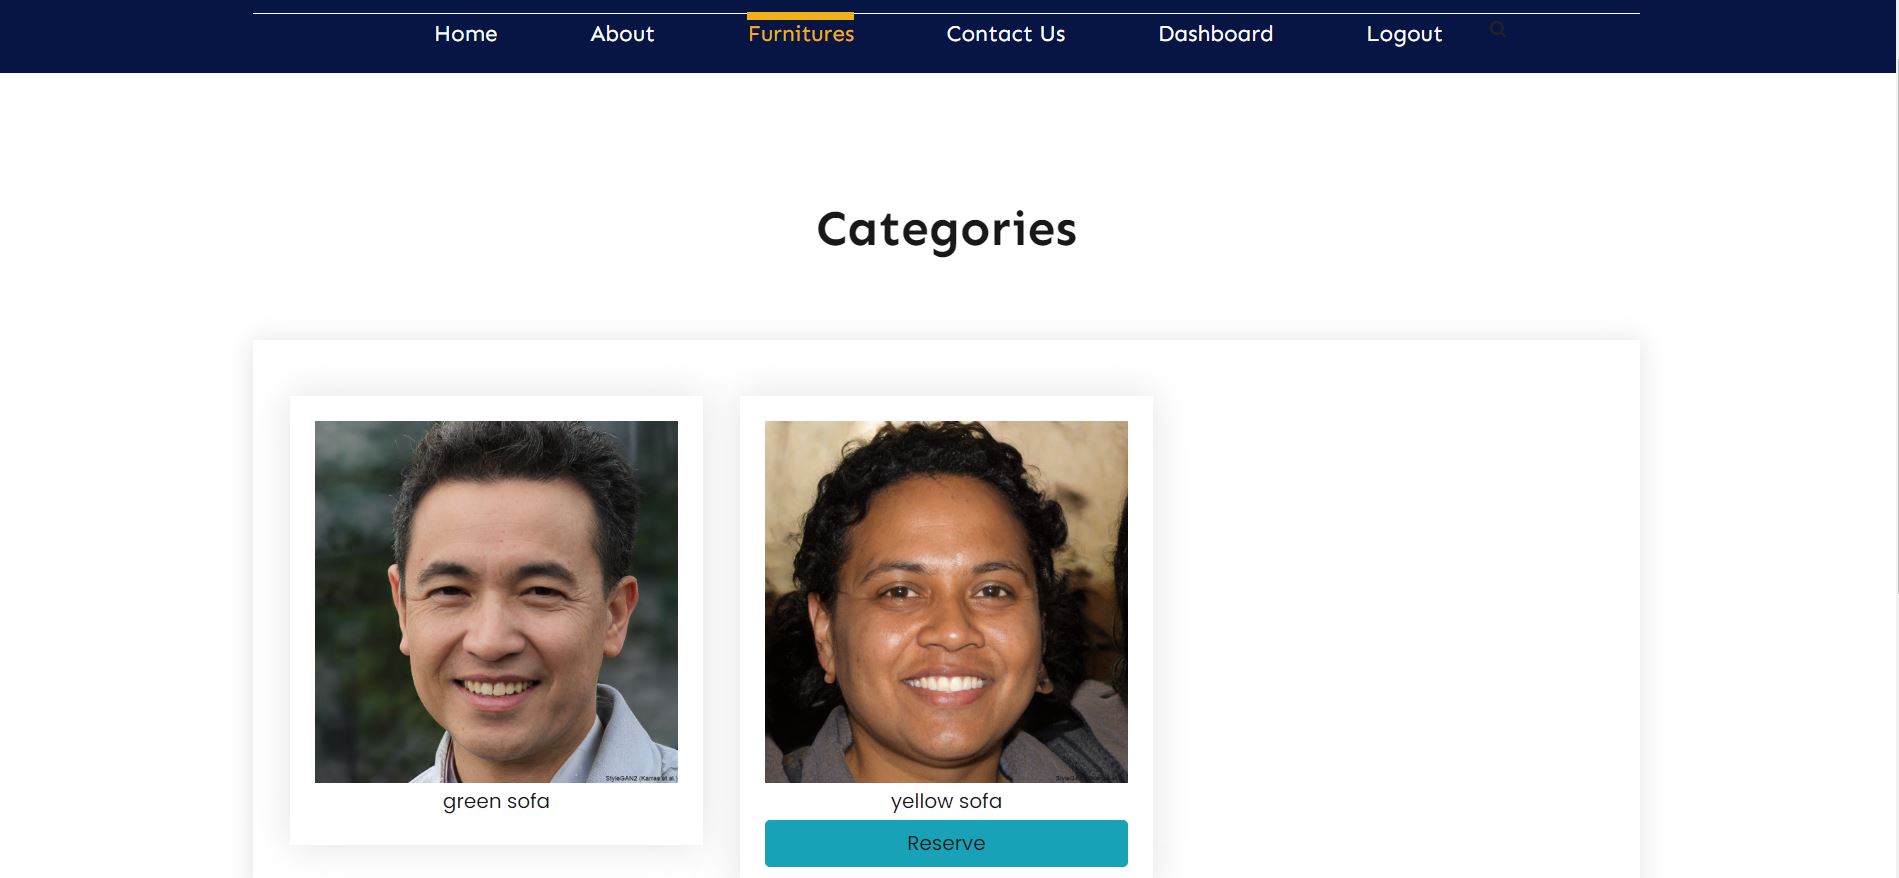 Home About Furnitures Contact Us Dashboard Logout
Categories
StyleGAN2 (Karras et al.)
green sofa
yellow sofa
Reserve